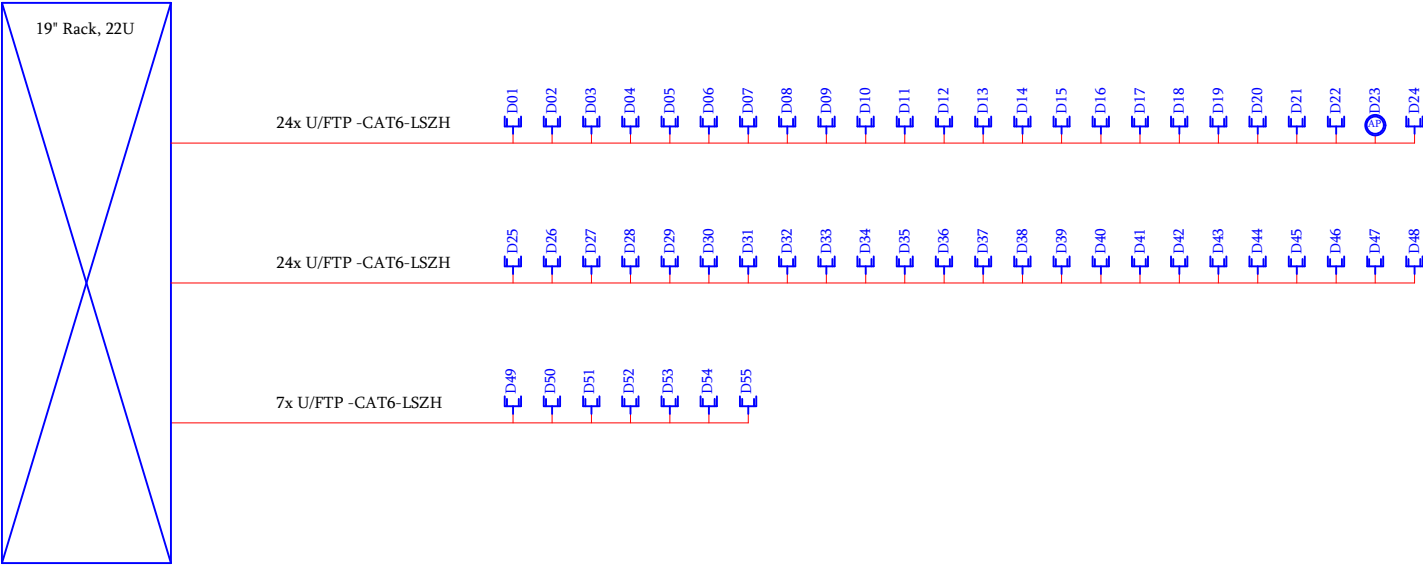 19" Rack, 22U
24x U/FTP -CAT6-LSZH
D01 D02 D03 D04 D05 D06 D07 D08 D09 D10 D11 D12 D13 D14 D15 D16 D17 D18 D19 D20 D21 D22 D23 D24
AP
24x U/FTP -CAT6-LSZH
D25 D26 D27 D28 D29 D30 D31 D32 D33 D34 D35 D36 D37 D38 D39 D40 D41 D42 D43 D44 D45 D46 D47 D48
7x U/FTP -CAT6-LSZH
D49 D50 D51 D52 D53 D54 D55